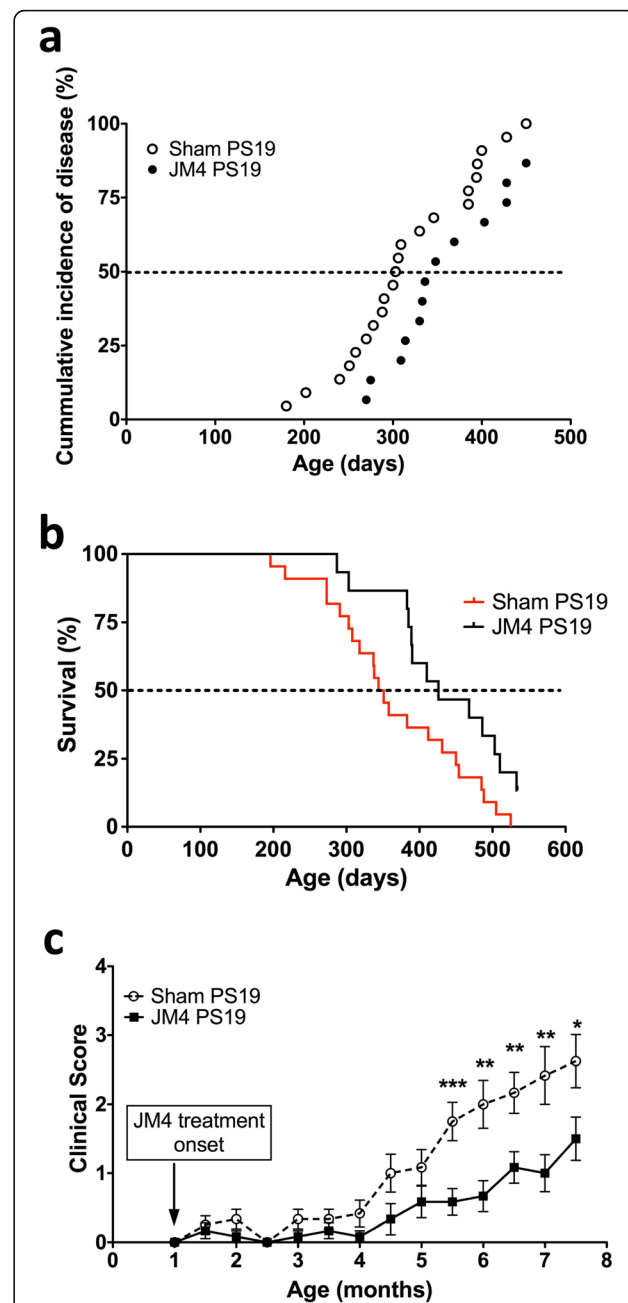 a
Cummulative incidence of disease (%)
100
75
50
25
0
Sham PS19
JM4 PS19
0 100 200 300 400 500
Age (days)
b
Survival (%)
100
75
50
25
0
Sham PS19
JM4 PS19
0 100 200 300 400 500 600
Age (days)
c
Clinical Score
4
3
2
1
0
Sham PS19
JM4 PS19
*** ** ** ** *
JM4 treatment
onset
0 1 2 3 4 5 6 7 8
Age (months)